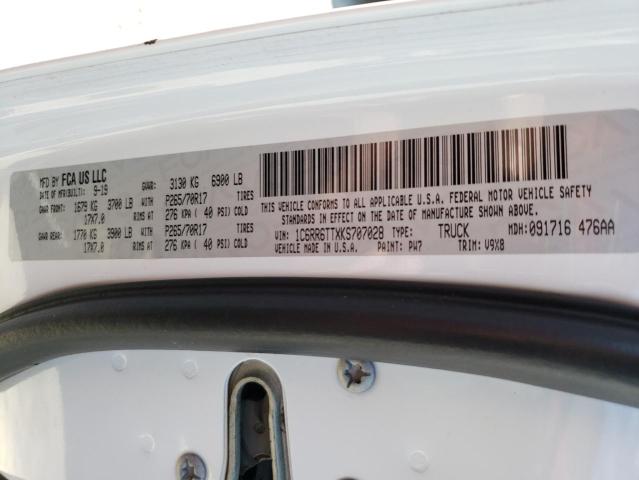 MFD BY FCA US LLC
DATE OF MFR(BUILT): 9-19 GVWR: 3130 KG 6900 LB
GAWR FRONT: 1679 KG 3700 LB WITH P265/70R17 TIRES
17X7.0 RIMS AT 276 KPA ( 40 PSI) COLD
GAWR REAR: 1770 KG 3900 LB WITH P265/70R17 TIRES
17X7.0 RIMS AT 276 KPA ( 40 PSI) COLD
THIS VEHICLE CONFORMS TO ALL APPLICABLE U.S.A. FEDERAL MOTOR VEHICLE SAFETY
STANDARDS IN EFFECT ON THE DATE OF MANUFACTURE SHOWN ABOVE.
VIN: 1C6RR6TTXKS707028 TYPE: TRUCK MDH: 091716 476AA
VEHICLE MADE IN U.S.A. PAINT: PW7 TRIM: V9X8